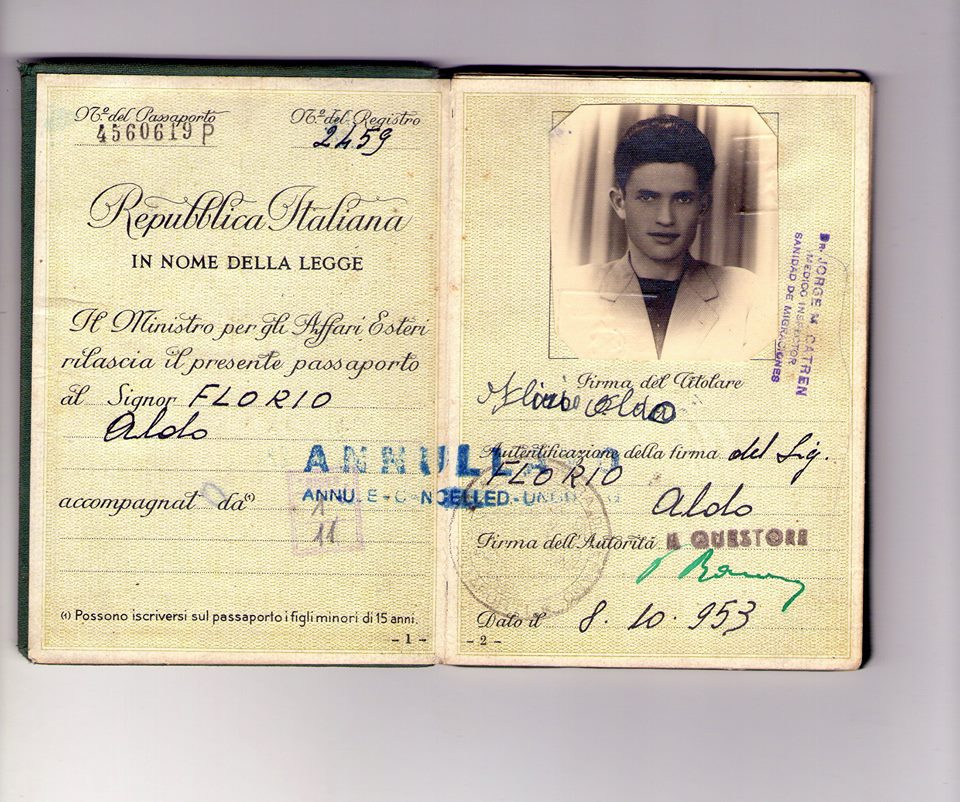 N.º del Passaporto
4560619 P
N.º del Registro
2459
Repubblica Italiana
IN NOME DELLA LEGGE
Il Ministro per gli Affari Esteri
rilascia il presente passaporto
al Signor FLORIO
Aldo
accompagnat da (1)
1
11
(1) Possono iscriversi sul passaporto i figli minori di 15 anni.
- 1 -
ANNULLATO
ANNULE - CANCELLED -
DR. JORGE M. CATREN
MEDICO INSPECTOR
SANIDAD DE MIGRACIONES
Firma del Titolare
Aldo
Autentificazione della firma del Sig.
FLORIO
Aldo
Firma dell'Autorità IL QUESTORE
Dato il 8. 10. 953
- 2 -